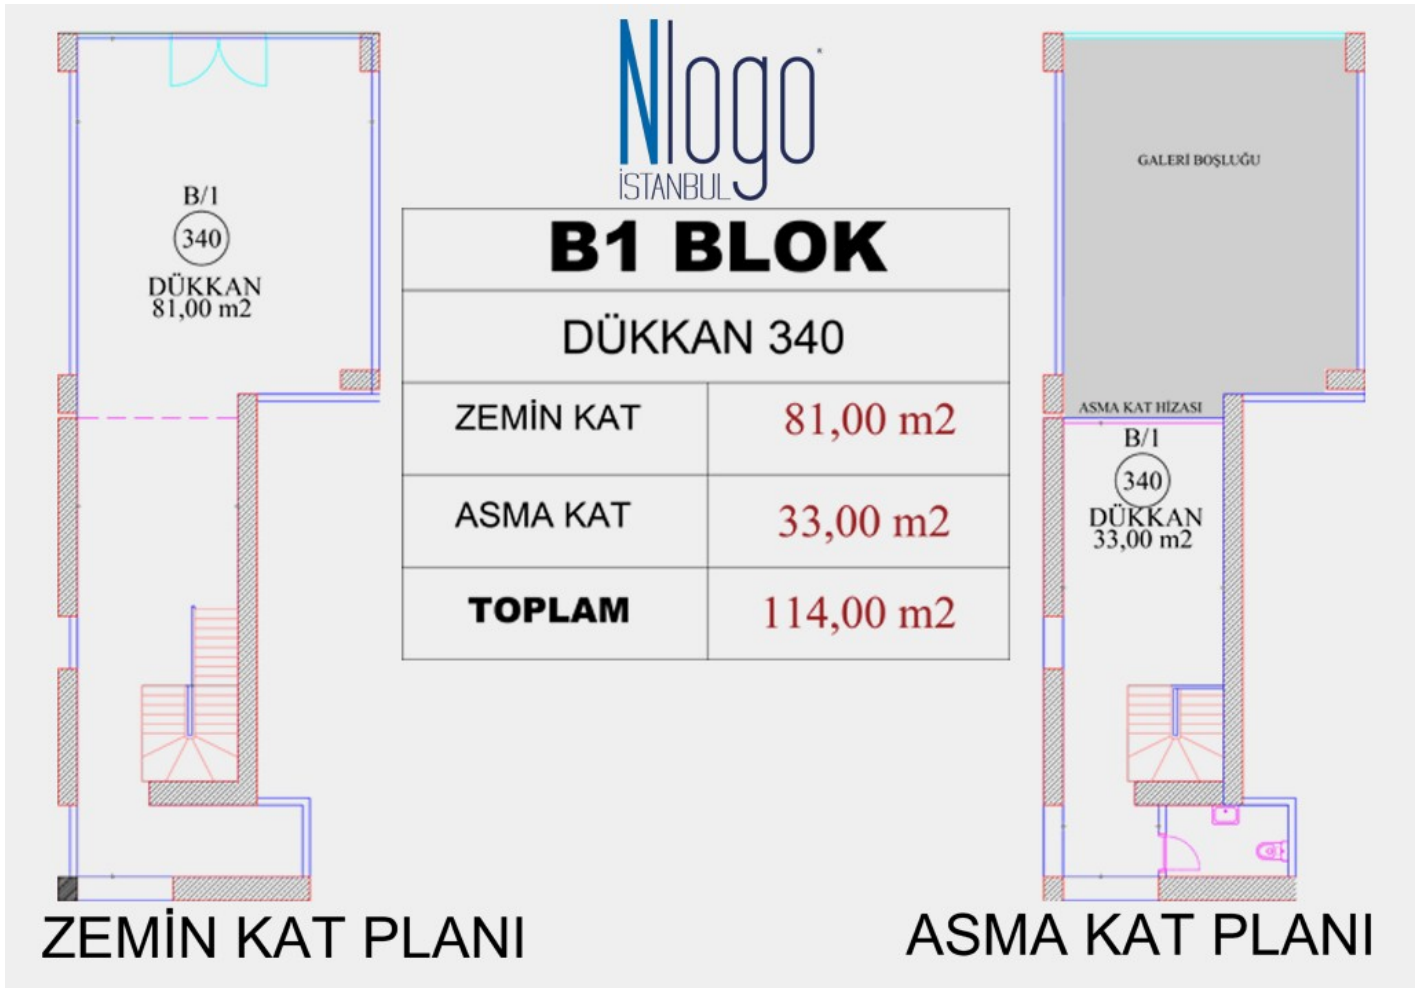 Nlogo
İSTANBUL
B/1
340
DÜKKAN
81,00 m2
B1 BLOK
DÜKKAN 340
ZEMİN KAT 81,00 m2
ASMA KAT 33,00 m2
TOPLAM 114,00 m2
GALERİ BOŞLUĞU
ASMA KAT HİZASI
B/1
340
DÜKKAN
33,00 m2
ZEMİN KAT PLANI
ASMA KAT PLANI